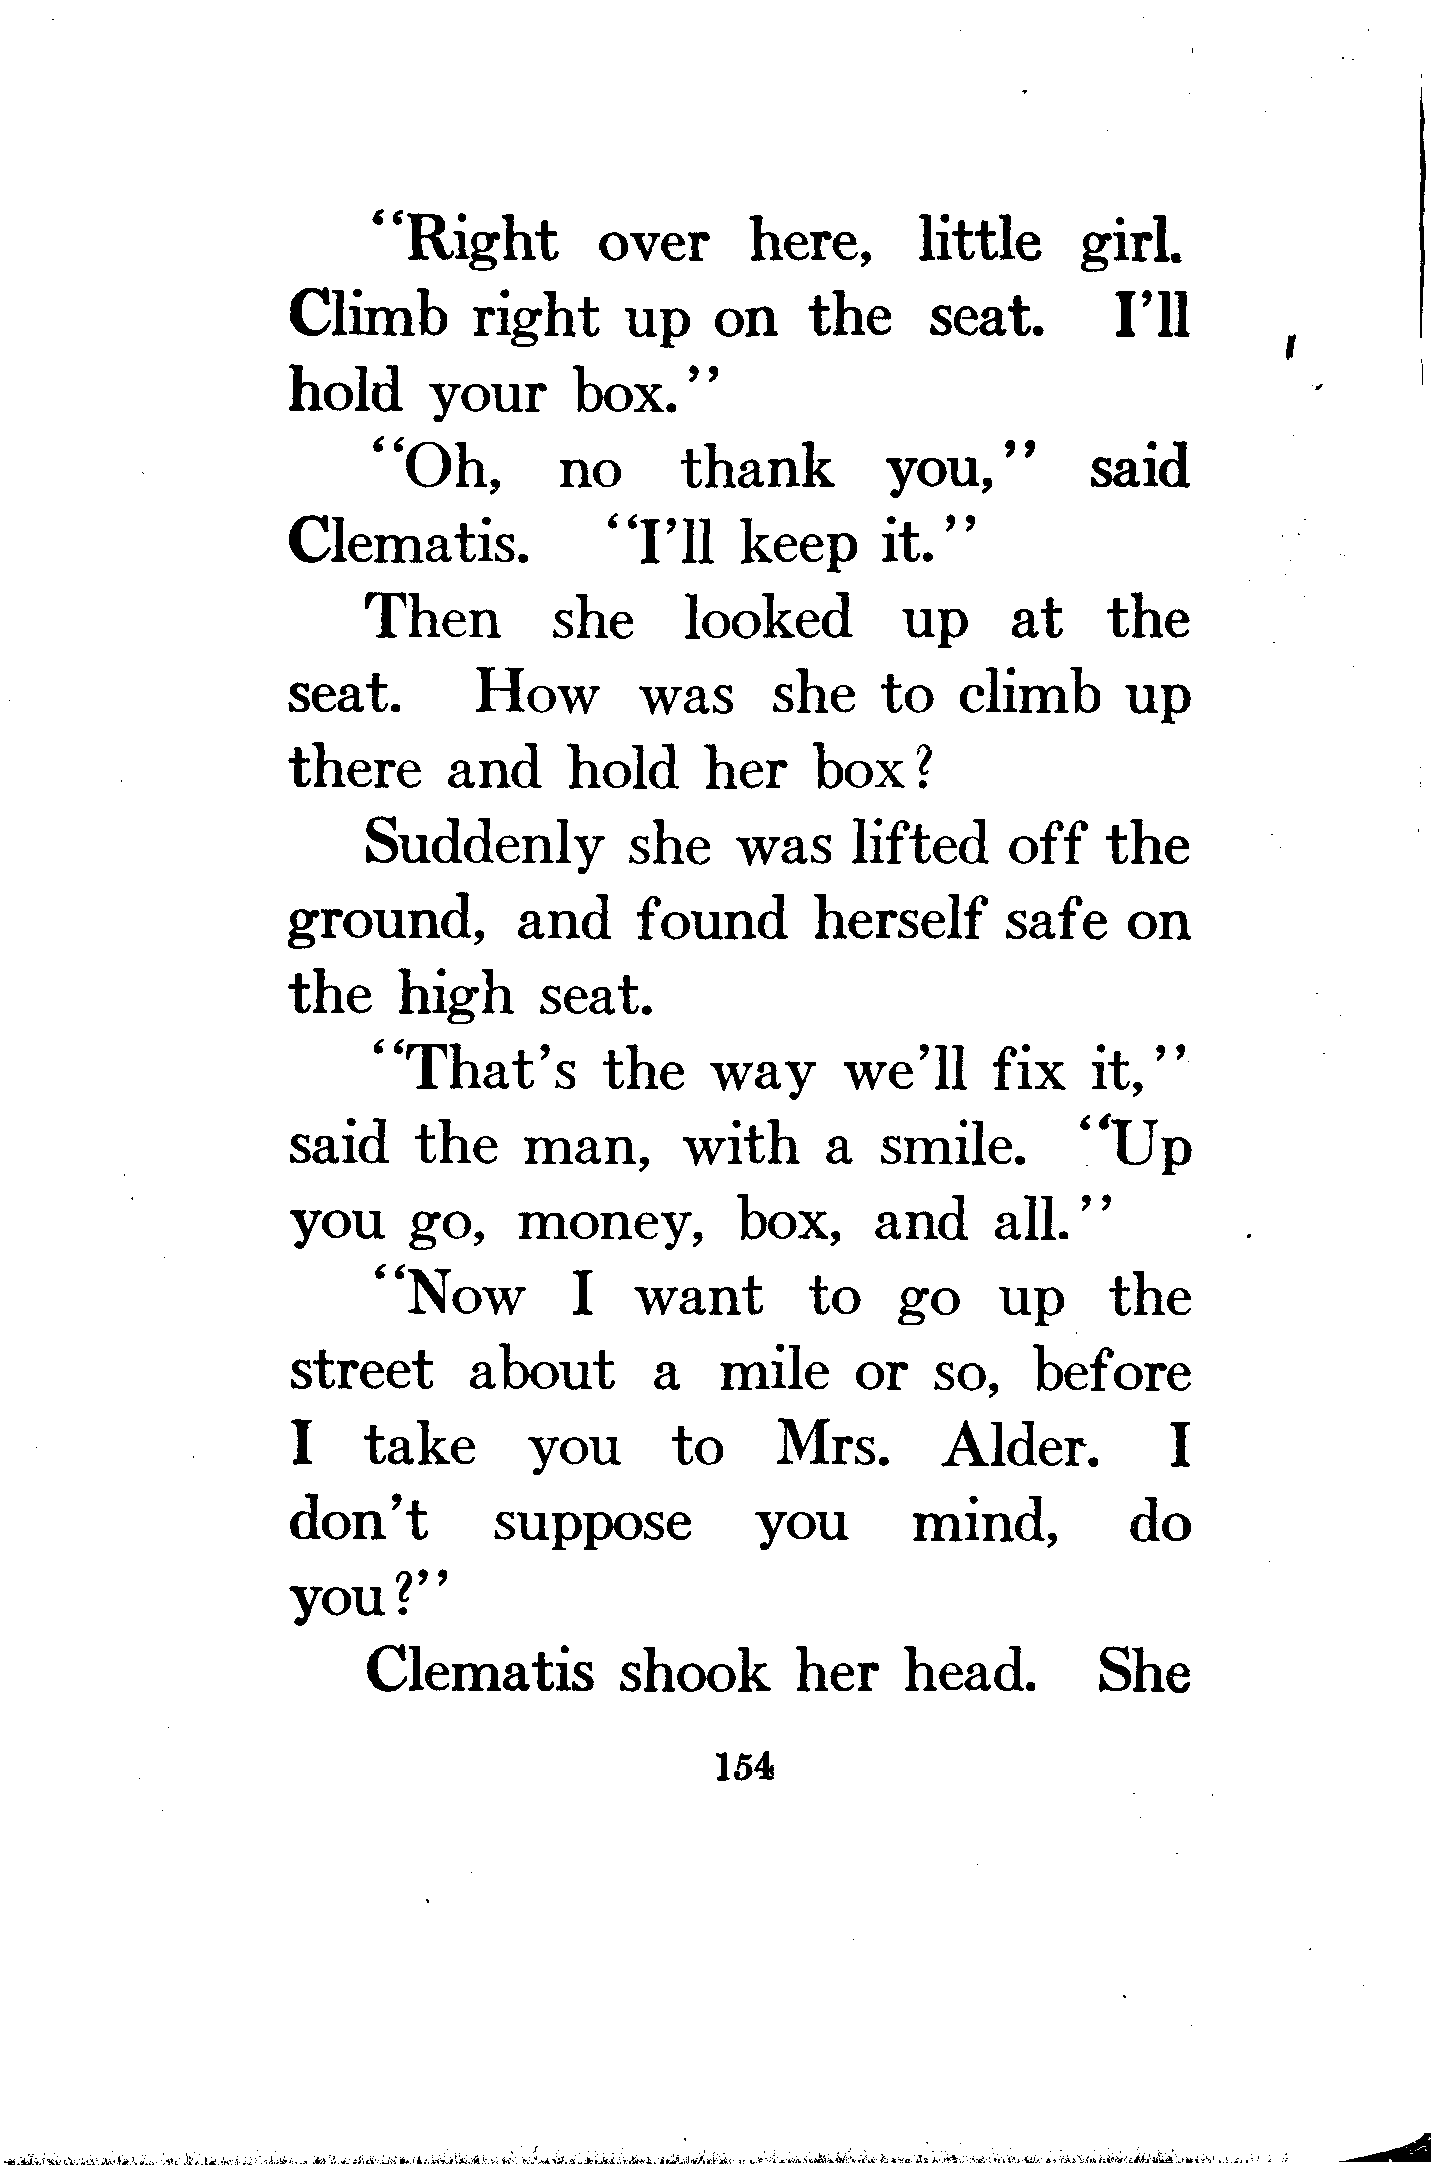 “Right over here, little girl.
Climb right up on the seat. I’ll
hold your box.”
“Oh, no thank you,” said
Clematis. “I’ll keep it.”
Then she looked up at the
seat. How was she to climb up
there and hold her box?
Suddenly she was lifted off the
ground, and found herself safe on
the high seat.
“That’s the way we’ll fix it,”
said the man, with a smile. “Up
you go, money, box, and all.”
“Now I want to go up the
street about a mile or so, before
I take you to Mrs. Alder. I
don’t suppose you mind, do
you?”
Clematis shook her head. She
154